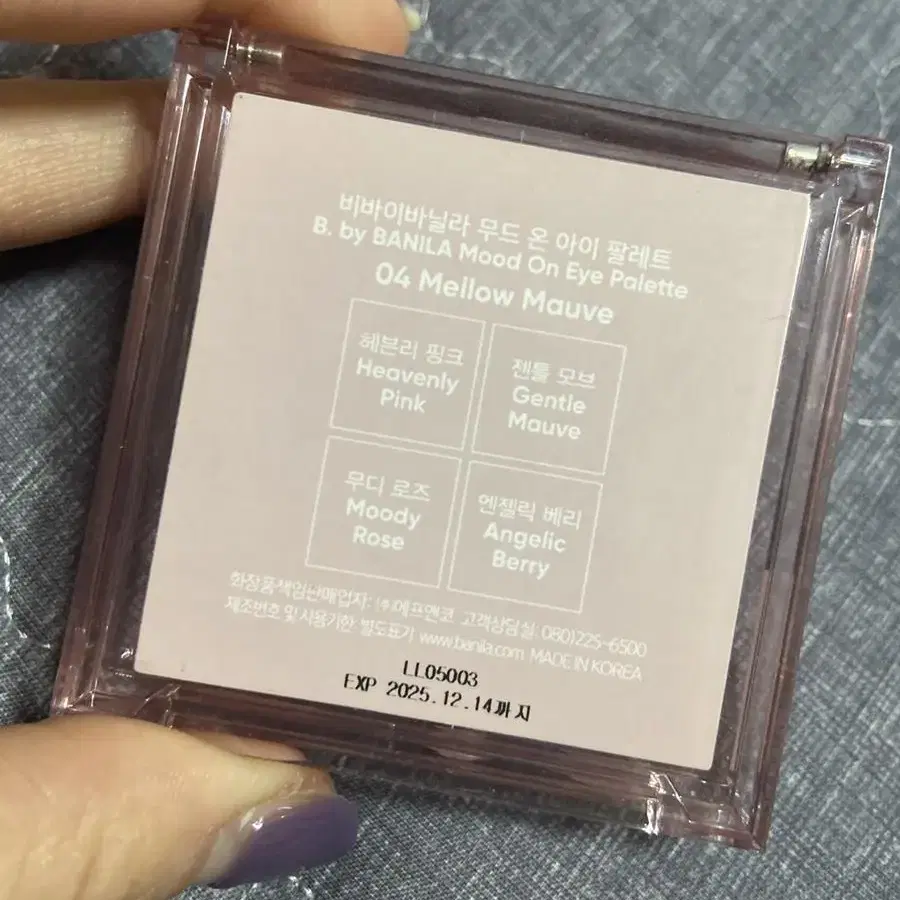 비바이바닐라 무드 온 아이 팔레트
B. by BANILA Mood On Eye Palette
04 Mellow Mauve
헤븐리 핑크
Heavenly
Pink
젠틀 모브
Gentle
Mauve
무디 로즈
Moody
Rose
엔젤릭 베리
Angelic
Berry
화장품책임판매업자: (주)에프앤코 고객상담실: 080)225-6500
제조번호 및 사용기한: 별도표기 www.banila.com MADE IN KOREA
LL05003
EXP 2025.12.14까지